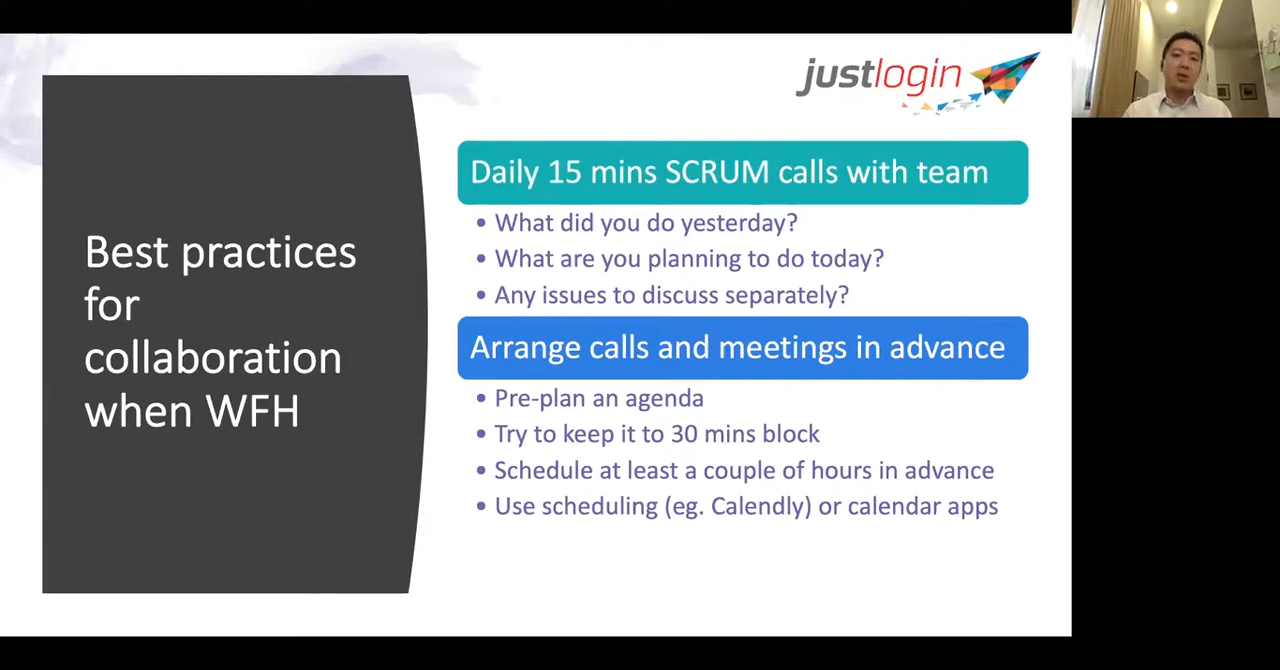 justlogin
Best practices
for
collaboration
when WFH
Daily 15 mins SCRUM calls with team
• What did you do yesterday?
• What are you planning to do today?
• Any issues to discuss separately?
Arrange calls and meetings in advance
• Pre-plan an agenda
• Try to keep it to 30 mins block
• Schedule at least a couple of hours in advance
• Use scheduling (eg. Calendly) or calendar apps